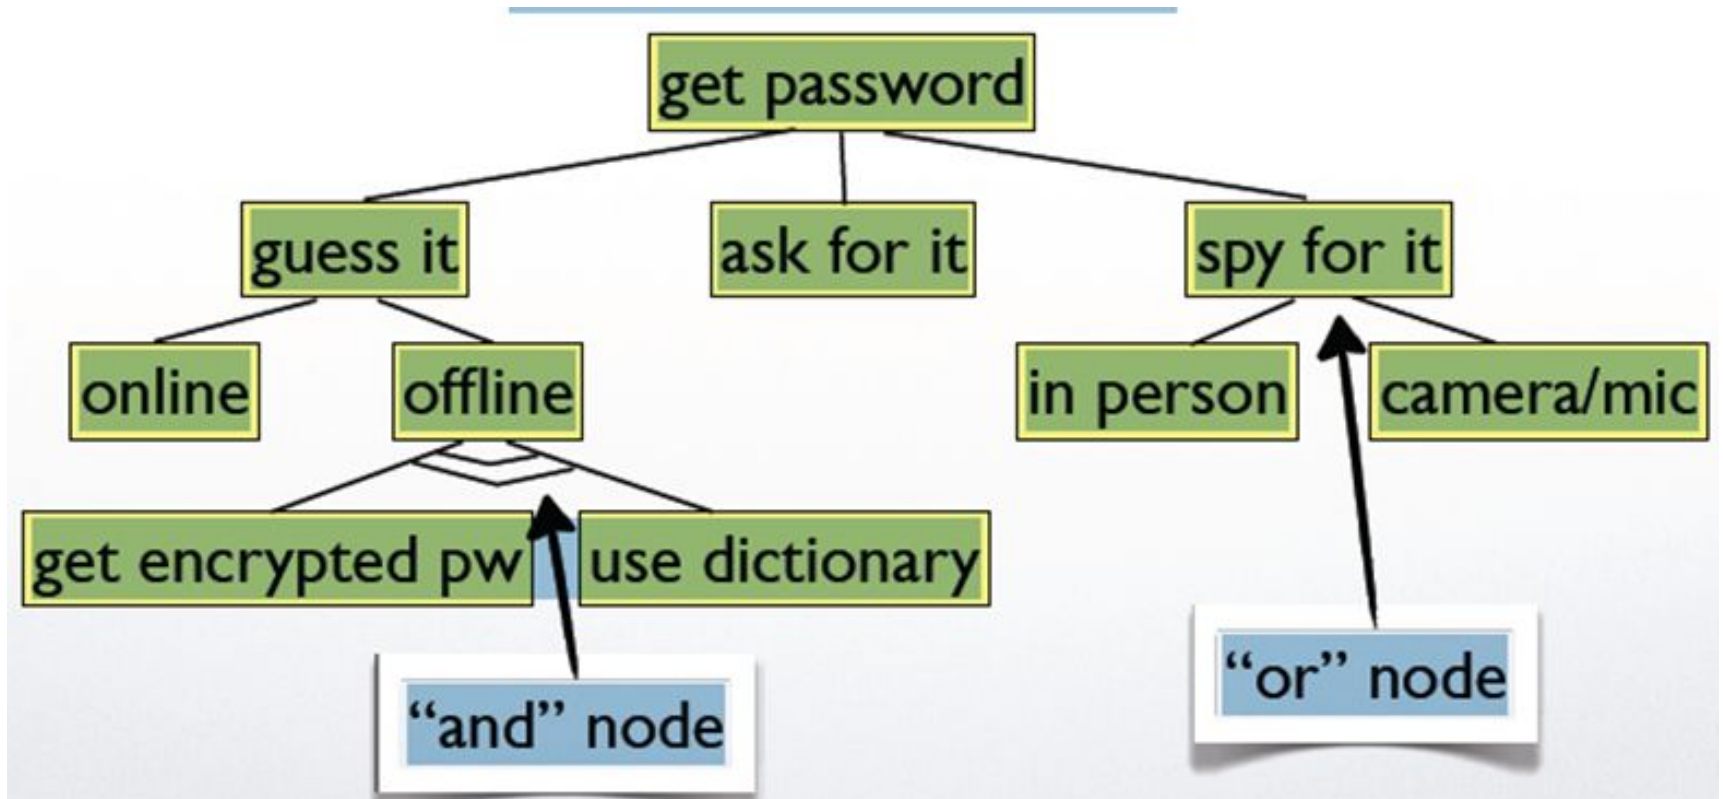 get password
guess it
ask for it
spy for it
online
offline
in person
camera/mic
get encrypted pw
use dictionary
“and” node
“or” node